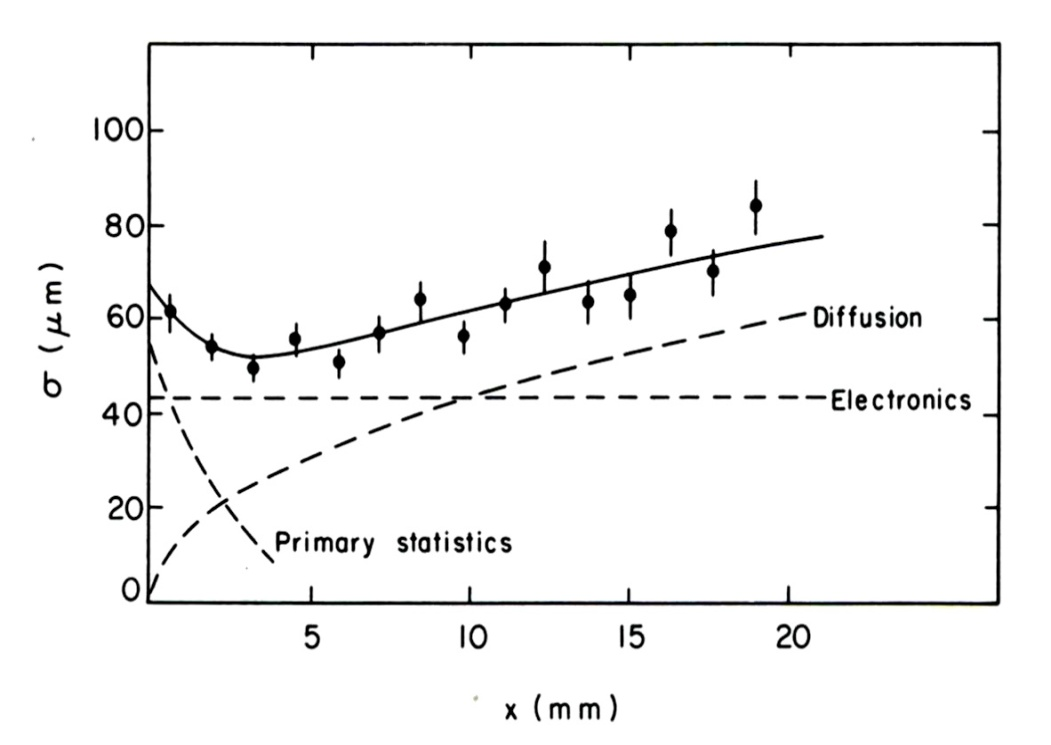 100
80
60
40
20
0
σ (μm)
Diffusion
Electronics
Primary statistics
5 10 15 20
x (mm)